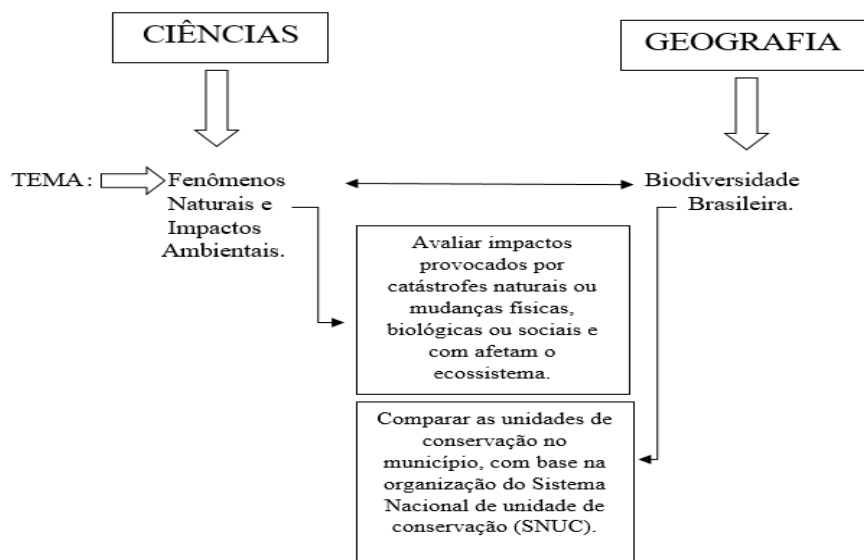 CIÊNCIAS
GEOGRAFIA
TEMA :
Fenômenos
Naturais e
Impactos
Ambientais.
Biodiversidade
Brasileira.
Avaliar impactos
provocados por
catástrofes naturais ou
mudanças físicas,
biológicas ou sociais e
com afetam o
ecossistema.
Comparar as unidades de
conservação no
município, com base na
organização do Sistema
Nacional de unidade de
conservação (SNUC).